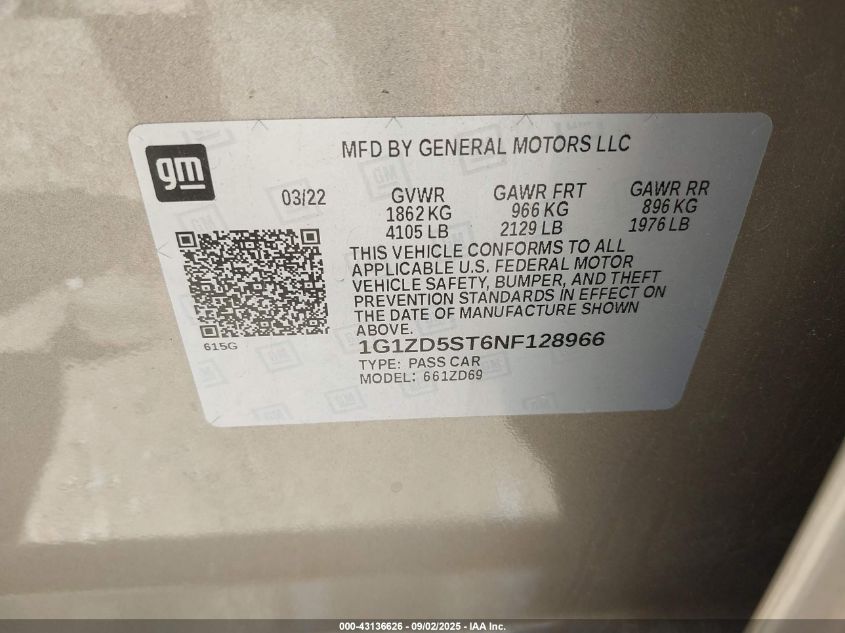 gm
MFD BY GENERAL MOTORS LLC
03/22
GVWR
1862 KG
4105 LB
GAWR FRT
966 KG
2129 LB
GAWR RR
896 KG
1976 LB
THIS VEHICLE CONFORMS TO ALL
APPLICABLE U.S. FEDERAL MOTOR
VEHICLE SAFETY, BUMPER, AND THEFT
PREVENTION STANDARDS IN EFFECT ON
THE DATE OF MANUFACTURE SHOWN
ABOVE.
615G
1G1ZD5ST6NF128966
TYPE: PASS CAR
MODEL: 661ZD69
000-43136626 - 09/02/2025 - IAA Inc.